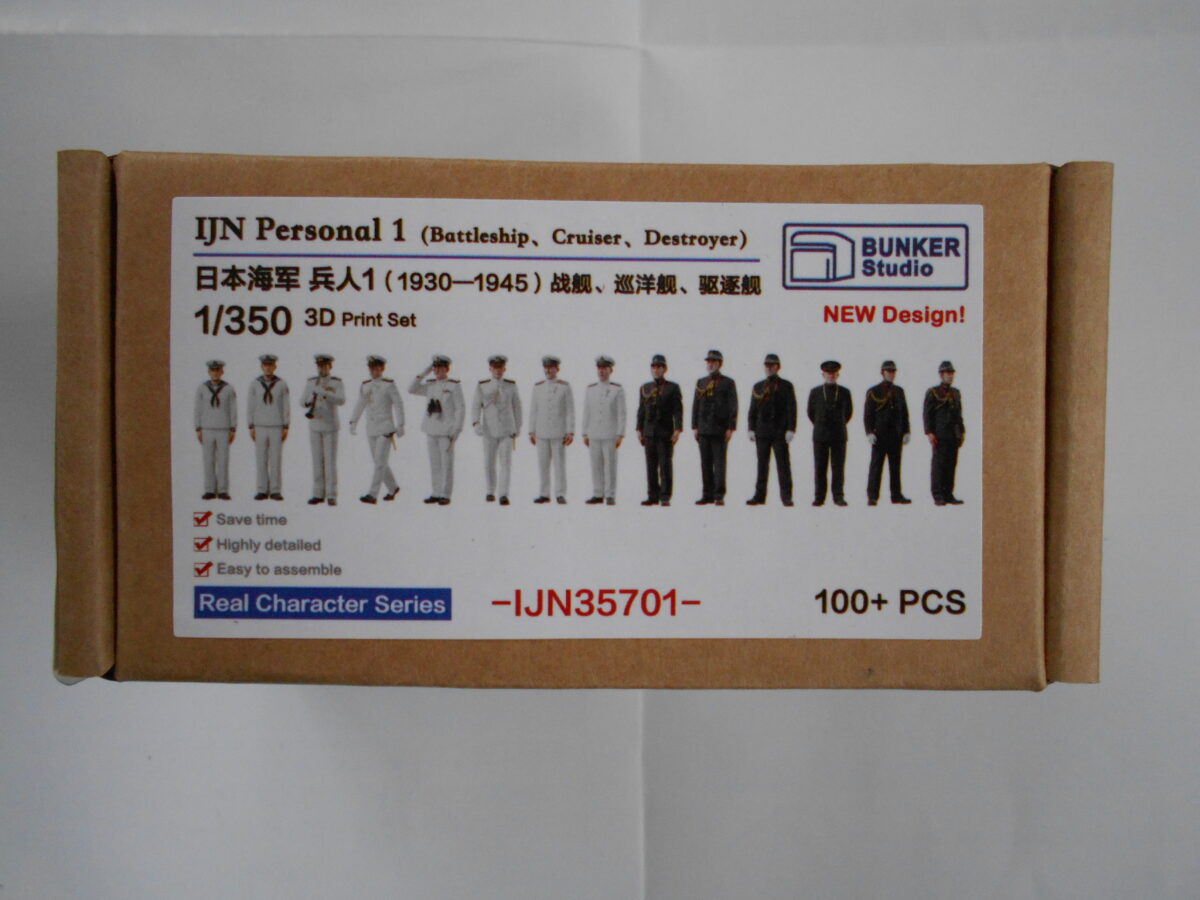 IJN Personal 1 (Battleship、Cruiser、Destroyer)
BUNKER
Studio
日本海军 兵人1（1930—1945）战舰、巡洋舰、驱逐舰
1/350 3D Print Set
NEW Design!
Save time
Highly detailed
Easy to assemble
Real Character Series
-IJN35701-
100+ PCS